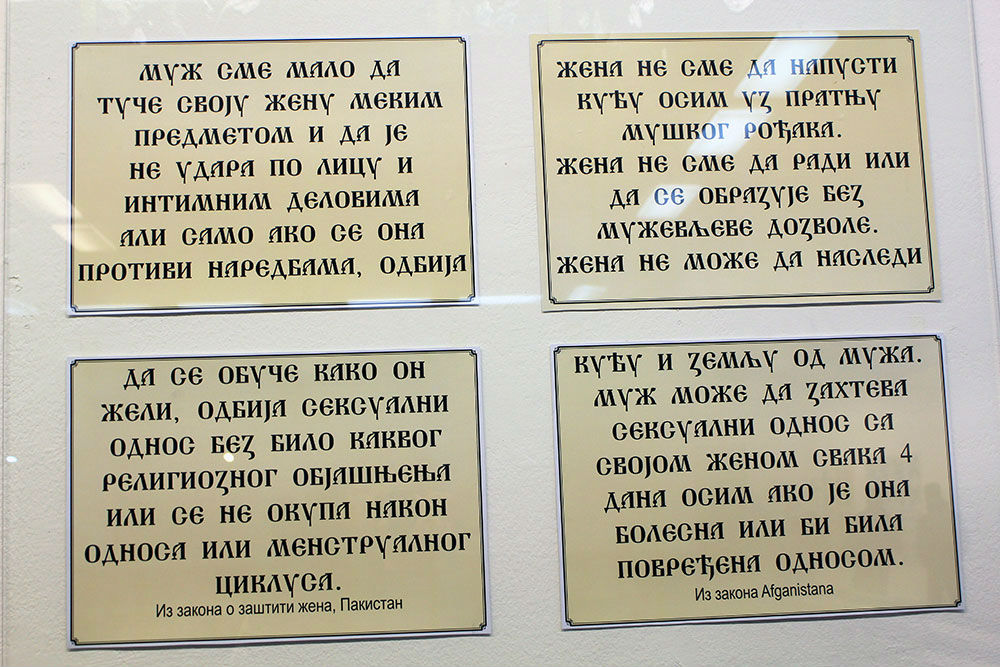 МУЖ СМЕ МАЛО ДА
ТУЧЕ СВОЈУ ЖЕНУ МЕКИМ
ПРЕДМЕТОМ И ДА ЈЕ
НЕ УДАРА ПО ЛИЦУ И
ИНТИМНИМ ДЕЛОВИМА
АЛИ САМО АКО СЕ ОНА
ПРОТИВИ НАРЕДБАМА, ОДБИЈА
ДА СЕ ОБУЧЕ КАКО ОН
ЖЕЛИ, ОДБИЈА СЕКСУАЛНИ
ОДНОС БЕЗ БИЛО КАКВОГ
РЕЛИГИОЗНОГ ОБЈАШЊЕЊА
ИЛИ СЕ НЕ ОКУПА НАКОН
ОДНОСА ИЛИ МЕНСТРУАЛНОГ
ЦИКЛУСА.
Из закона о заштити жена, Пакистан
ЖЕНА НЕ СМЕ ДА НАПУСТИ
КУЋУ ОСИМ УЗ ПРАТЊУ
МУШКОГ РОЂАКА.
ЖЕНА НЕ СМЕ ДА РАДИ ИЛИ
ДА СЕ ОБРАЗУЈЕ БЕЗ
МУЖЕВЉЕВЕ ДОЗВОЛЕ.
ЖЕНА НЕ МОЖЕ ДА НАСЛЕДИ
КУЋУ И ЗЕМЉУ ОД МУЖА.
МУЖ МОЖЕ ДА ЗАХТЕВА
СЕКСУАЛНИ ОДНОС СА
СВОЈОМ ЖЕНОМ СВАКА 4
ДАНА ОСИМ АКО ЈЕ ОНА
БОЛЕСНА ИЛИ БИ БИЛА
ПОВРЕЂЕНА ОДНОСОМ.
Из закона Afganistana